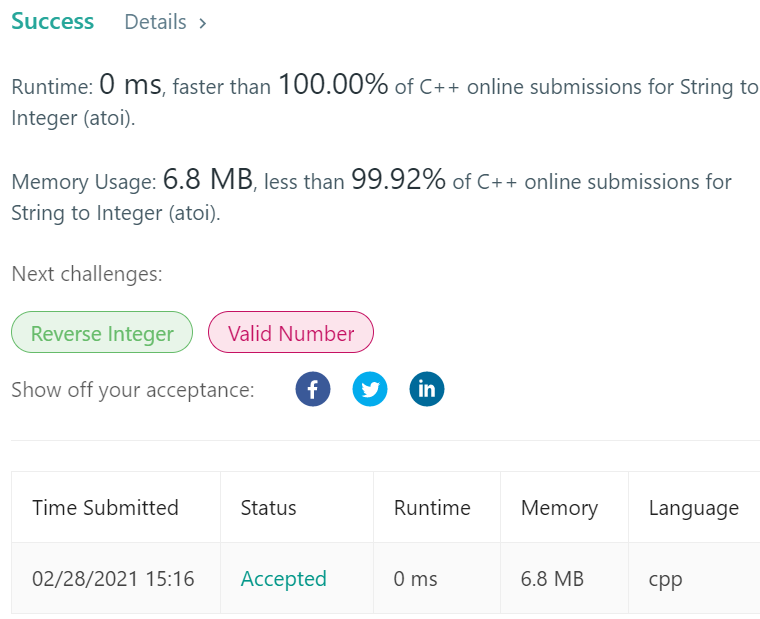 Success Details >
Runtime: 0 ms, faster than 100.00% of C++ online submissions for String to
Integer (atoi).
Memory Usage: 6.8 MB, less than 99.92% of C++ online submissions for
String to Integer (atoi).
Next challenges:
Reverse Integer Valid Number
Show off your acceptance: f in
Time Submitted Status Runtime Memory Language
02/28/2021 15:16 Accepted 0 ms 6.8 MB cpp